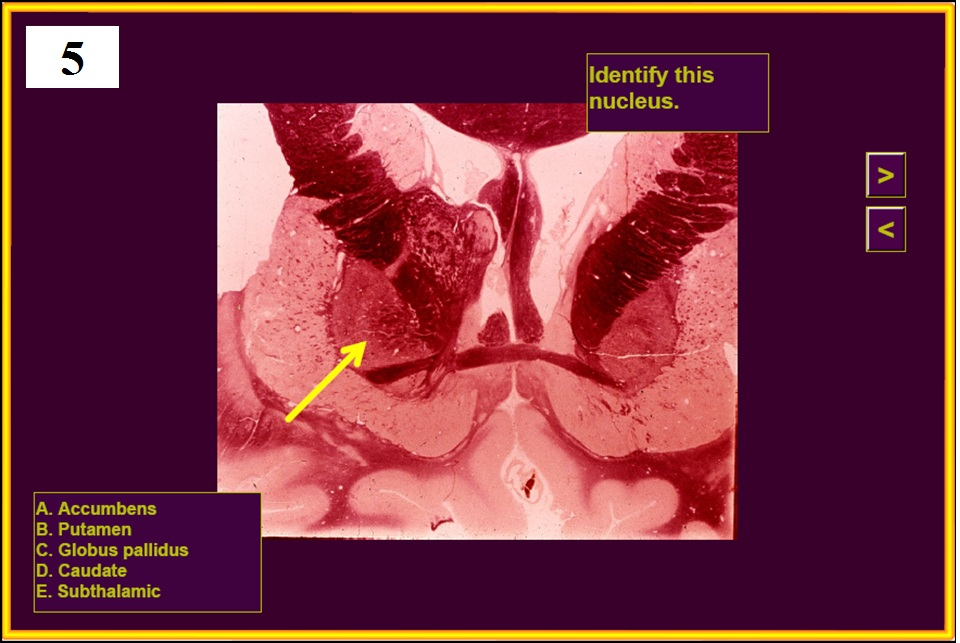 5
Identify this
nucleus.
>
<
A. Accumbens
B. Putamen
C. Globus pallidus
D. Caudate
E. Subthalamic